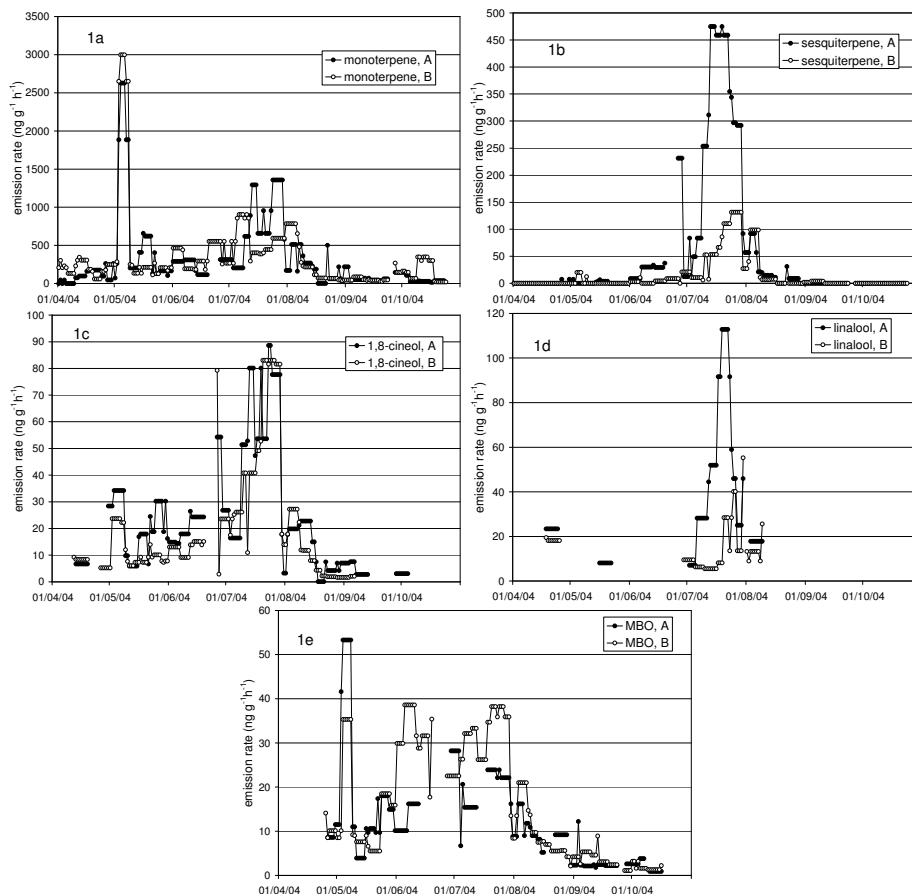 1a
monoterpene, A
monoterpene, B
emission rate (ng g⁻¹ h⁻¹)
3500
3000
2500
2000
1500
1000
500
0
01/04/04 01/05/04 01/06/04 01/07/04 01/08/04 01/09/04 01/10/04
1b
sesquiterpene, A
sesquiterpene, B
emission rate (ng g⁻¹h⁻¹)
500
450
400
350
300
250
200
150
100
50
0
01/04/04 01/05/04 01/06/04 01/07/04 01/08/04 01/09/04 01/10/04
1c
1,8-cineol, A
1,8-cineol, B
emission rate (ng g⁻¹h⁻¹)
100
90
80
70
60
50
40
30
20
10
0
01/04/04 01/05/04 01/06/04 01/07/04 01/08/04 01/09/04 01/10/04
1d
linalool, A
linalool, B
emission rate (ng g⁻¹h⁻¹)
120
100
80
60
40
20
0
01/04/04 01/05/04 01/06/04 01/07/04 01/08/04 01/09/04 01/10/04
1e
MBO, A
MBO, B
emission rate (ng g⁻¹h⁻¹)
60
50
40
30
20
10
0
01/04/04 01/05/04 01/06/04 01/07/04 01/08/04 01/09/04 01/10/04